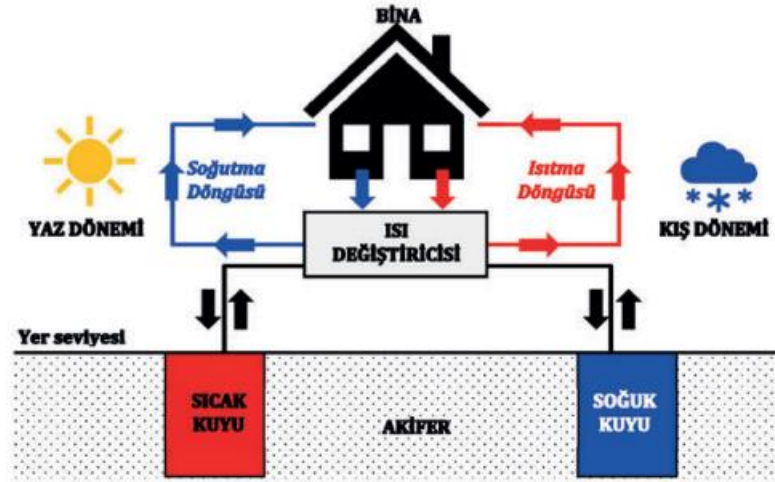 BİNA
Soğutma
Döngüsü
Isıtma
Döngüsü
YAZ DÖNEMİ
KIŞ DÖNEMİ
ISI
DEĞİŞTİRİCİSİ
Yer seviyesi
SICAK
KUYU
AKİFER
SOĞUK
KUYU